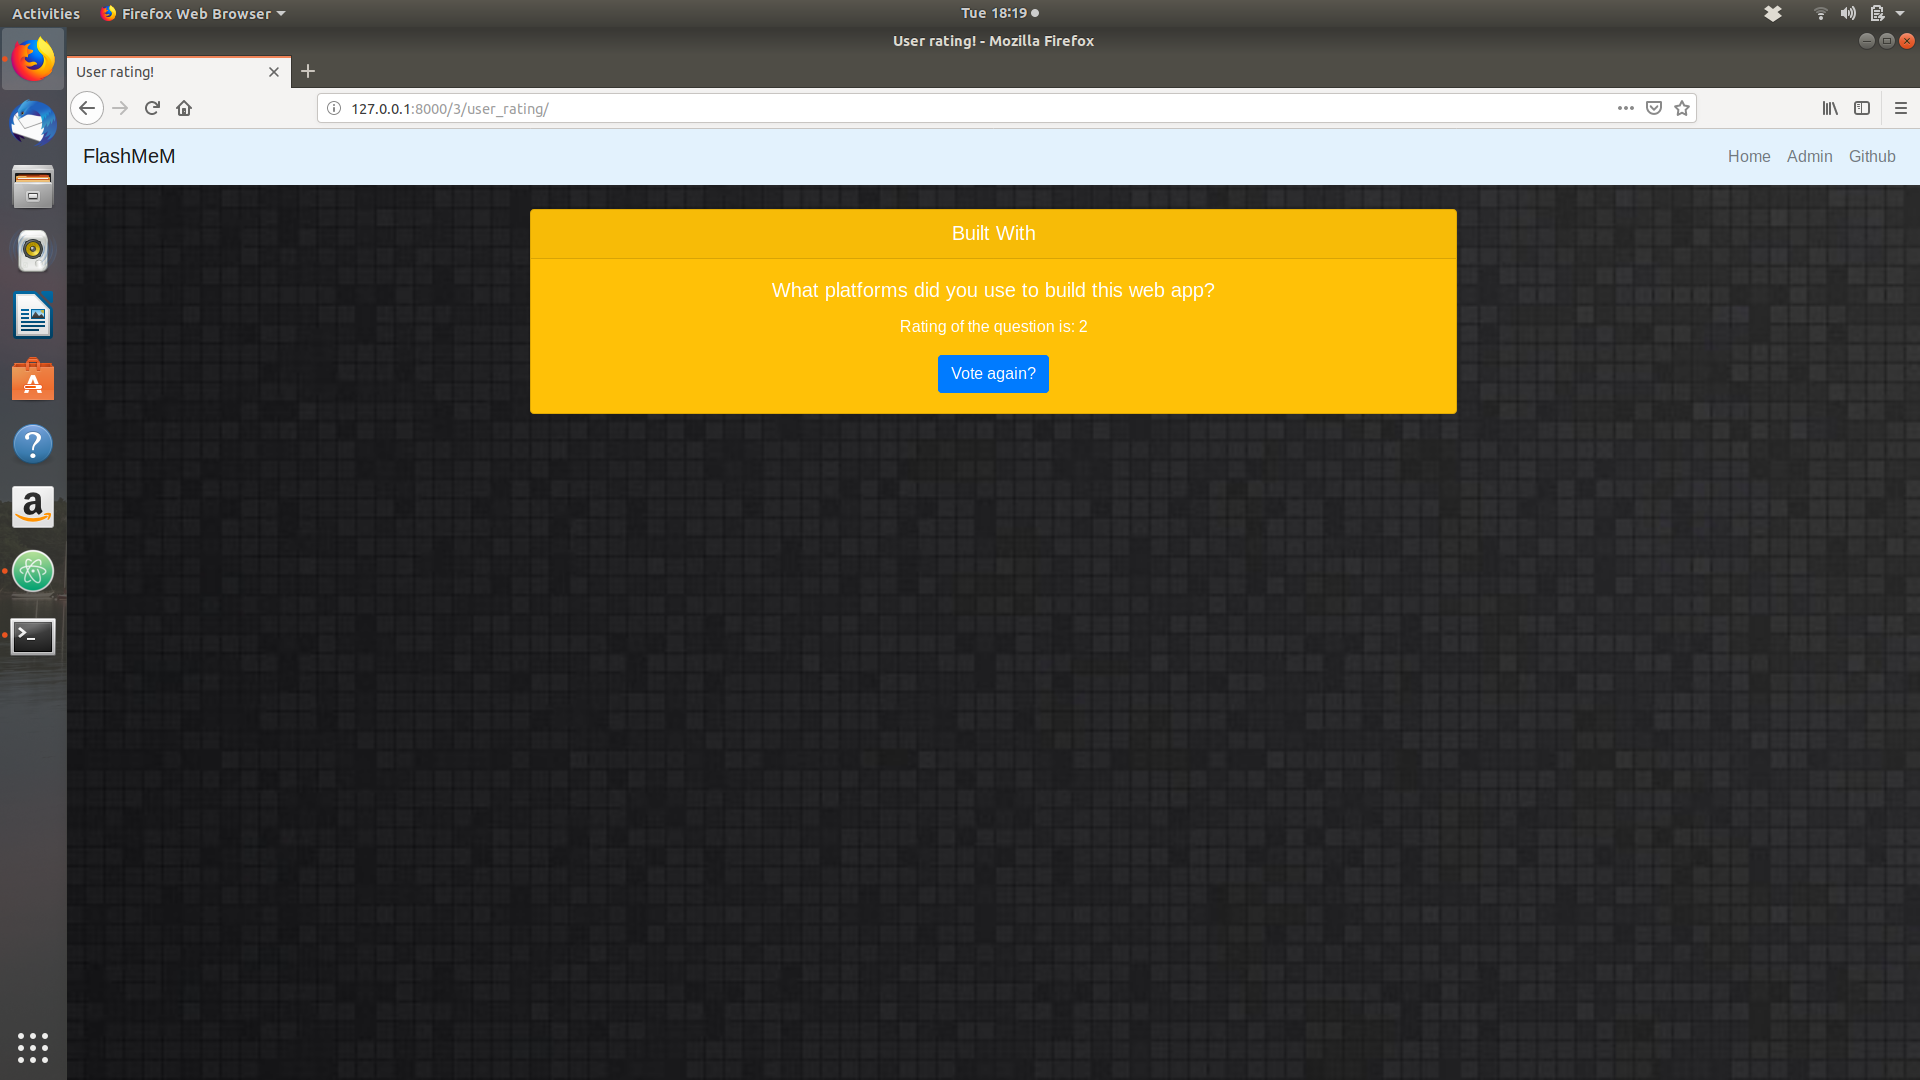 Activities
Firefox Web Browser
Tue 18:19
User rating! - Mozilla Firefox
User rating!
127.0.0.1:8000/3/user_rating/
FlashMeM
Home
Admin
Github
Built With
What platforms did you use to build this web app?
Rating of the question is: 2
Vote again?